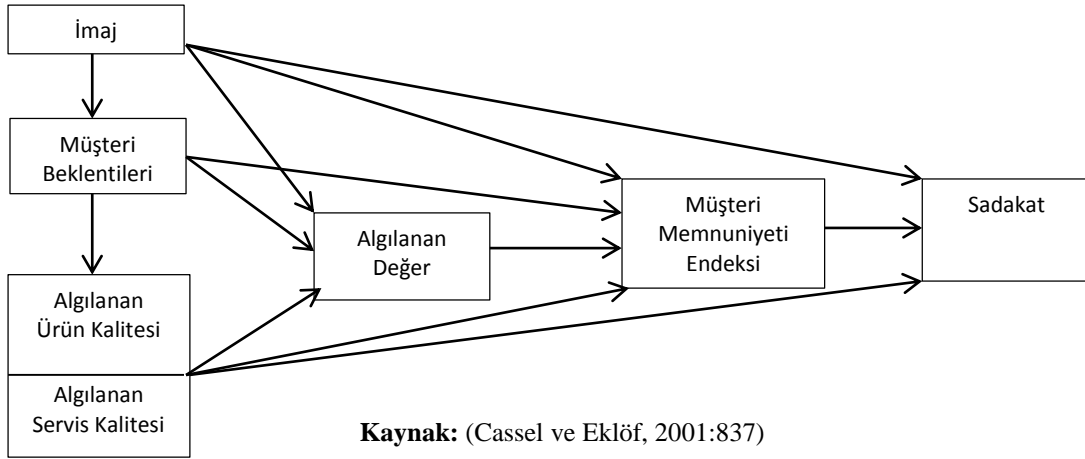 İmaj
Müşteri
Beklentileri
Algılanan
Değer
Müşteri
Memnuniyeti
Endeksi
Sadakat
Algılanan
Ürün Kalitesi
Algılanan
Servis Kalitesi
Kaynak: (Cassel ve Eklöf, 2001:837)